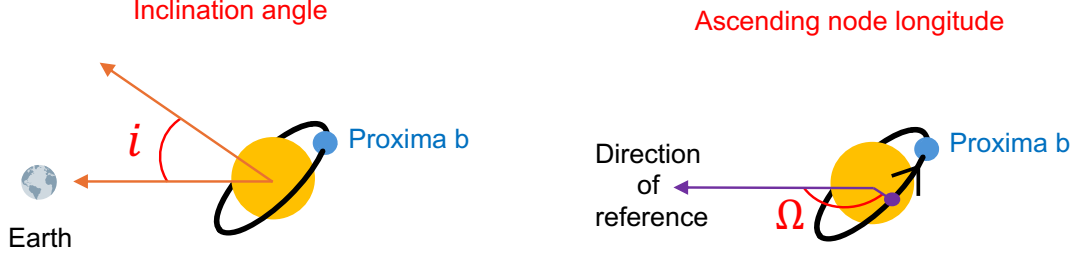 Inclination angle
i
Proxima b
Earth
Ascending node longitude
Proxima b
Direction
of
reference
Ω